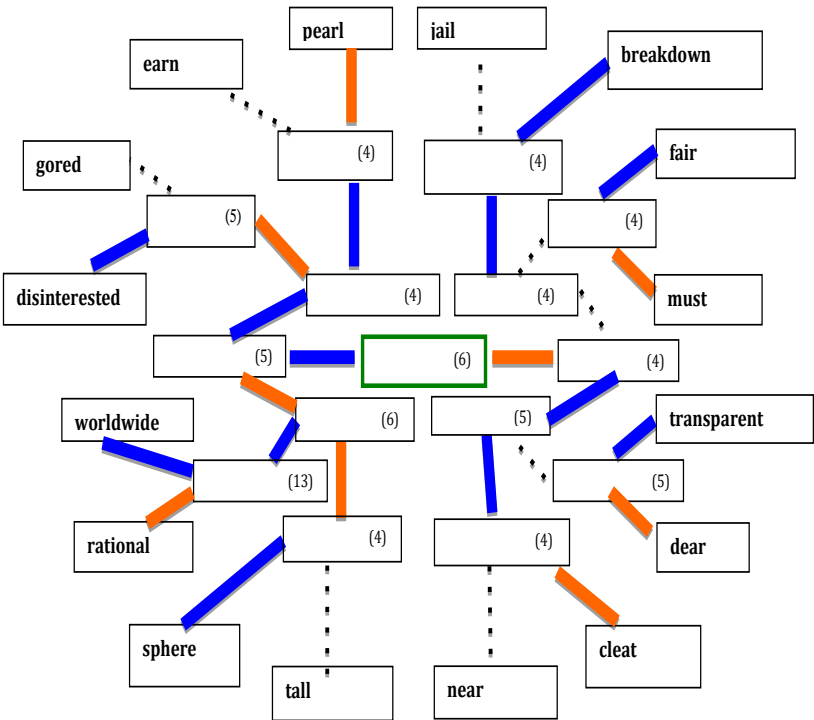 pearl
jail
earn
breakdown
(4)
fair
gored
(4)
(4)
(5)
(4)
disinterested
(4)
(4)
must
(5)
(6)
(4)
worldwide
(6)
(5)
transparent
(13)
(5)
rational
(4)
(4)
dear
sphere
cleat
tall
near